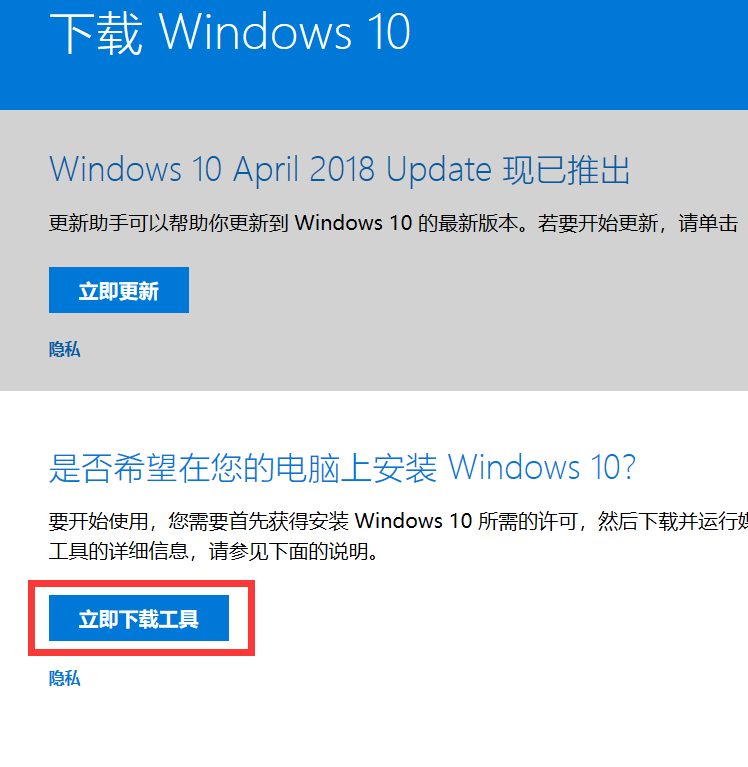 下载 Windows 10
Windows 10 April 2018 Update 现已推出
更新助手可以帮助你更新到 Windows 10 的最新版本。若要开始更新，请单击
立即更新
隐私
是否希望在您的电脑上安装 Windows 10?
要开始使用，您需要首先获得安装 Windows 10 所需的许可，然后下载并运行媒
工具的详细信息，请参见下面的说明。
立即下载工具
隐私